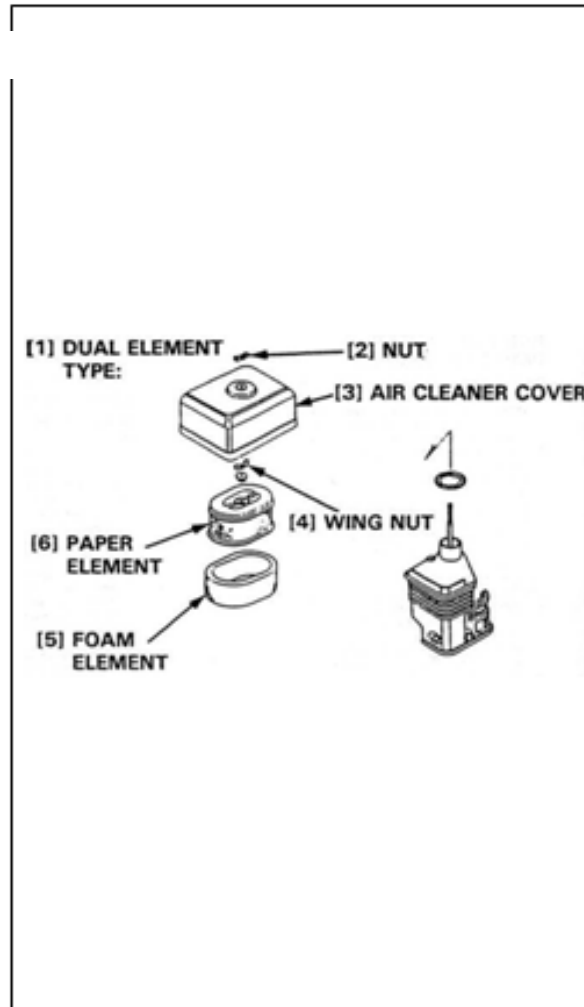 [1] DUAL ELEMENT
TYPE:
[2] NUT
[3] AIR CLEANER COVER
[4] WING NUT
[6] PAPER
ELEMENT
[5] FOAM
ELEMENT